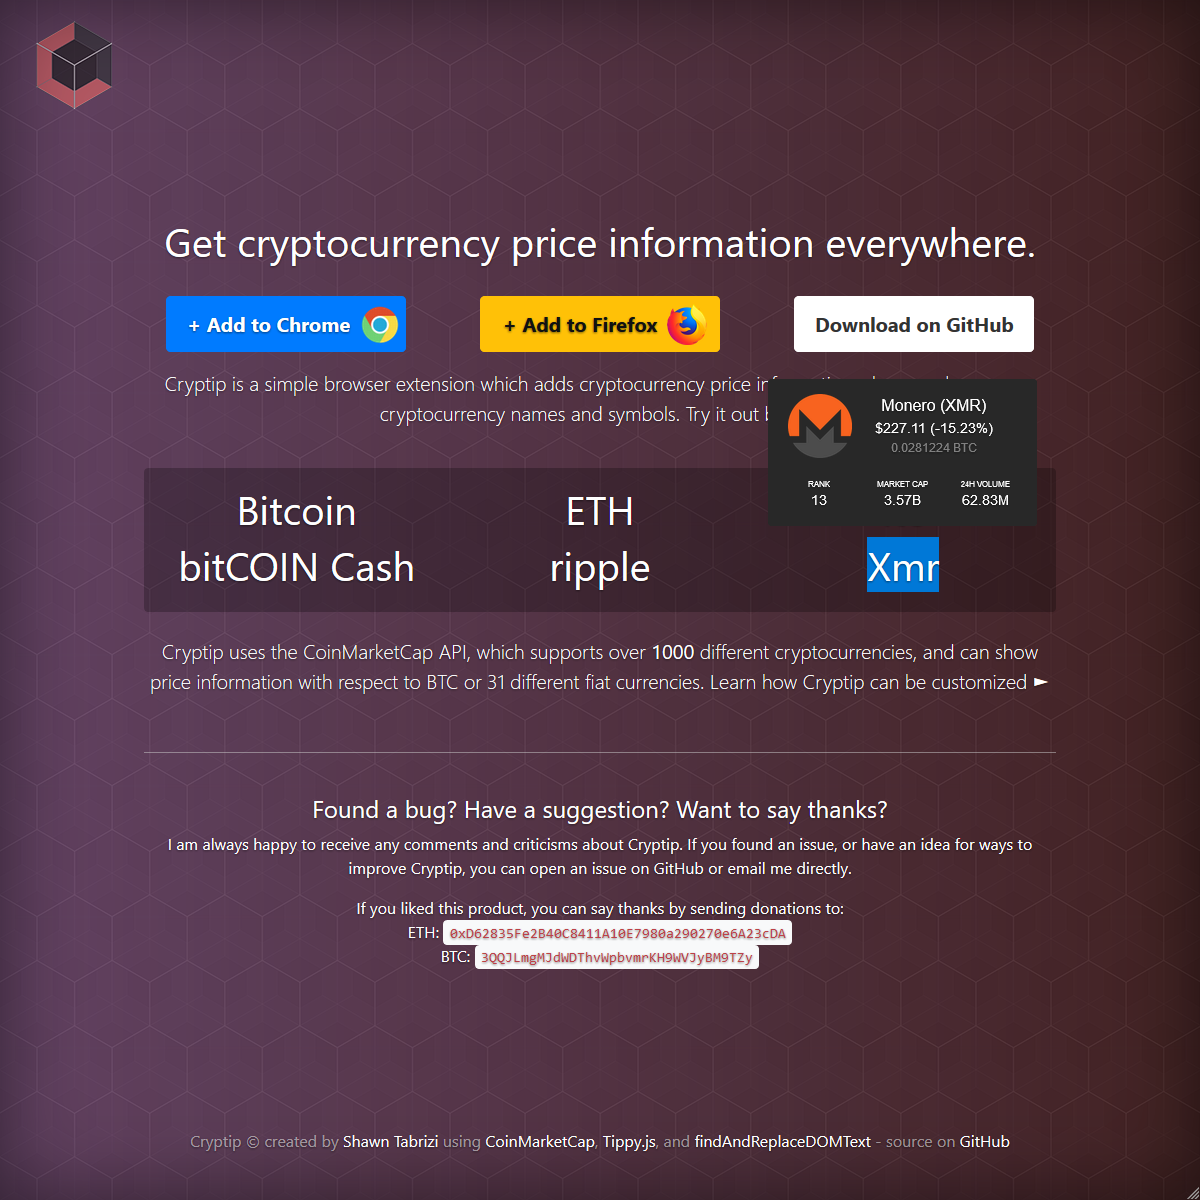 Get cryptocurrency price information everywhere.
+ Add to Chrome
+ Add to Firefox
Download on GitHub
Cryptip is a simple browser extension which adds cryptocurrency price
cryptocurrency names and symbols. Try it out
Monero (XMR)
$227.11 (-15.23%)
0.0281224 BTC
RANK MARKET CAP 24H VOLUME
13 3.57B 62.83M
Bitcoin ETH
bitCOIN Cash ripple Xmr
Cryptip uses the CoinMarketCap API, which supports over 1000 different cryptocurrencies, and can show
price information with respect to BTC or 31 different fiat currencies. Learn how Cryptip can be customized ►
Found a bug? Have a suggestion? Want to say thanks?
I am always happy to receive any comments and criticisms about Cryptip. If you found an issue, or have an idea for ways to
improve Cryptip, you can open an issue on GitHub or email me directly.
If you liked this product, you can say thanks by sending donations to:
ETH: 0xD62835Fe2B40C8411A10E7980a290270e6A23cDA
BTC: 3QQJLmgMJdWDThvWpbvmrKH9WVJyBM9TZy
Cryptip © created by Shawn Tabrizi using CoinMarketCap, Tippy.js, and findAndReplaceDOMText - source on GitHub